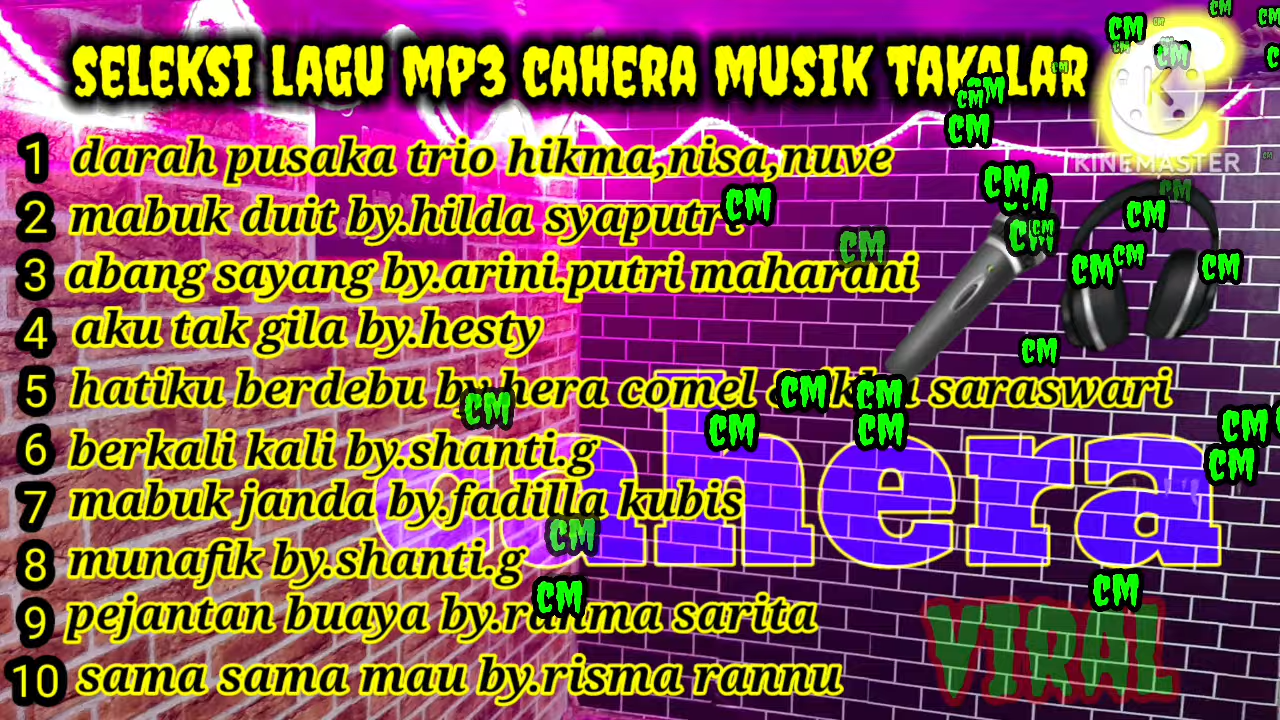 SELEKSI LAGU MP3 CAHERA MUSIK TAKALAR
KINEMASTER
1 darah pusaka trio hikma,nisa,nuve
2 mabuk duit by.hilda
3 abang sayang by.arini.putri maharani
4 aku tak gila by.hesty
5 hatiku berdebu by.hera comel saraswari
6 berkali kali by.shanti.g
7 mabuk janda by.fadilla kubis
8 munafik by.shanti.g
9 pejantan buaya by.rahma sarita
10 sama sama mau by.risma rannu
cahera
VIRAL
CM